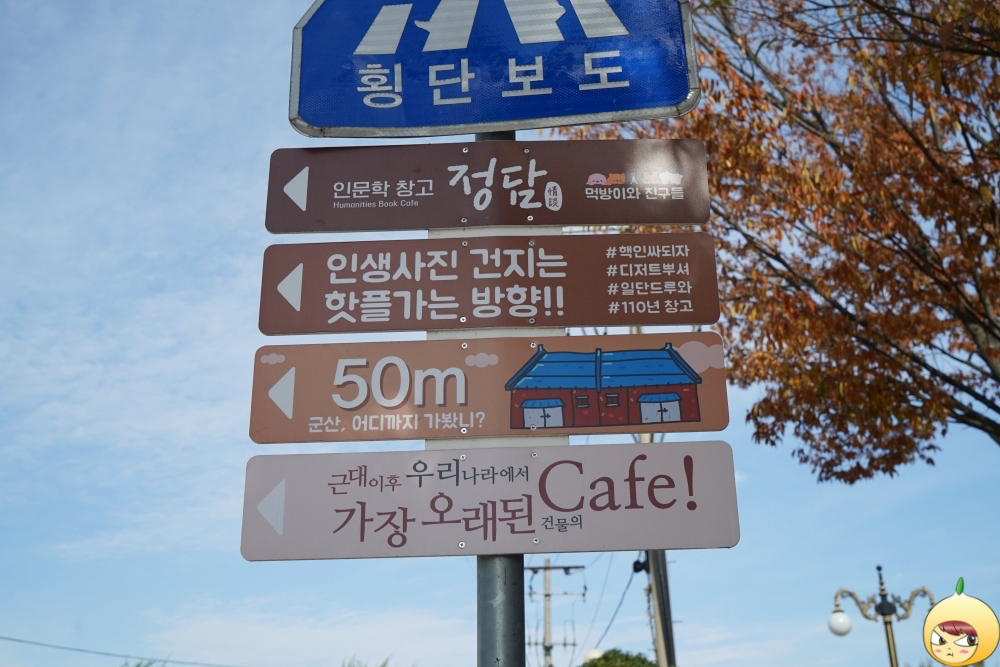 횡단보도
인문학 창고 정담 情談
Humanities Book Cafe
먹방이와 친구들
인생사진 건지는
핫플가는 방향!!
#핵인싸되자
#디저트뿌셔
#일단드루와
#110년 창고
50m
군산, 어디까지 가봤니?
근대이후 우리나라에서
가장 오래된 건물의 Cafe!